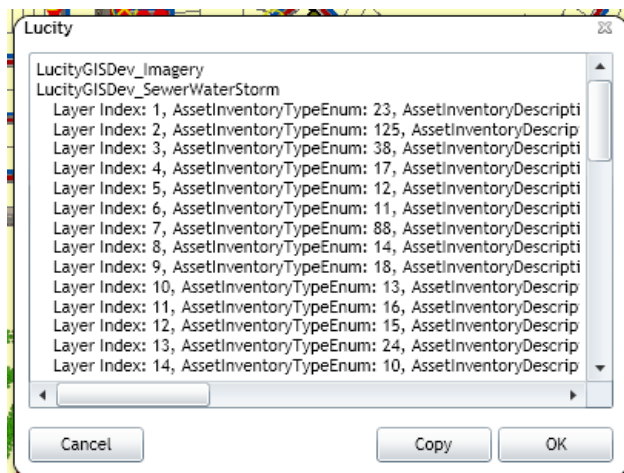 Lucity
LucityGISDev_Imagery
LucityGISDev_SewerWaterStorm
Layer Index: 1, AssetInventoryTypeEnum: 23, AssetInventoryDescripti
Layer Index: 2, AssetInventoryTypeEnum: 125, AssetInventoryDescrip
Layer Index: 3, AssetInventoryTypeEnum: 38, AssetInventoryDescripti
Layer Index: 4, AssetInventoryTypeEnum: 17, AssetInventoryDescripti
Layer Index: 5, AssetInventoryTypeEnum: 12, AssetInventoryDescripti
Layer Index: 6, AssetInventoryTypeEnum: 11, AssetInventoryDescripti
Layer Index: 7, AssetInventoryTypeEnum: 88, AssetInventoryDescripti
Layer Index: 8, AssetInventoryTypeEnum: 14, AssetInventoryDescripti
Layer Index: 9, AssetInventoryTypeEnum: 18, AssetInventoryDescripti
Layer Index: 10, AssetInventoryTypeEnum: 13, AssetInventoryDescrip
Layer Index: 11, AssetInventoryTypeEnum: 16, AssetInventoryDescrip
Layer Index: 12, AssetInventoryTypeEnum: 15, AssetInventoryDescrip
Layer Index: 13, AssetInventoryTypeEnum: 24, AssetInventoryDescrip
Layer Index: 14, AssetInventoryTypeEnum: 10, AssetInventoryDescrip
Cancel Copy OK